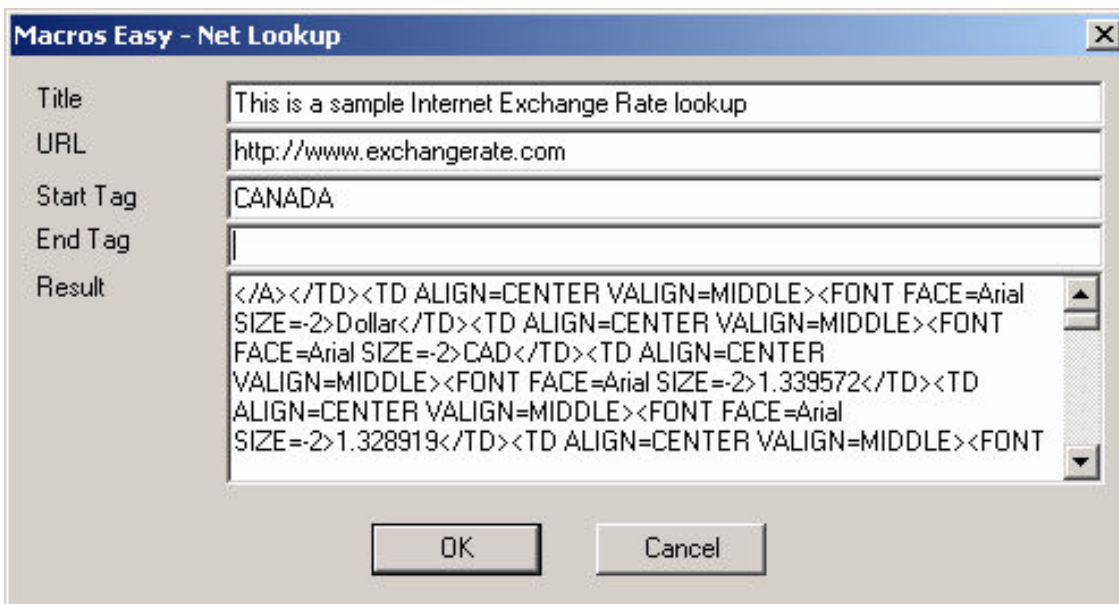 Macros Easy - Net Lookup
Title This is a sample Internet Exchange Rate lookup
URL http://www.exchangerate.com
Start Tag CANADA
End Tag
Result </A></TD><TD ALIGN=CENTER VALIGN=MIDDLE><FONT FACE=Arial
SIZE=-2>Dollar</TD><TD ALIGN=CENTER VALIGN=MIDDLE><FONT
FACE=Arial SIZE=-2>CAD</TD><TD ALIGN=CENTER
VALIGN=MIDDLE><FONT FACE=Arial SIZE=-2>1.339572</TD><TD
ALIGN=CENTER VALIGN=MIDDLE><FONT FACE=Arial
SIZE=-2>1.328919</TD><TD ALIGN=CENTER VALIGN=MIDDLE><FONT
OK Cancel